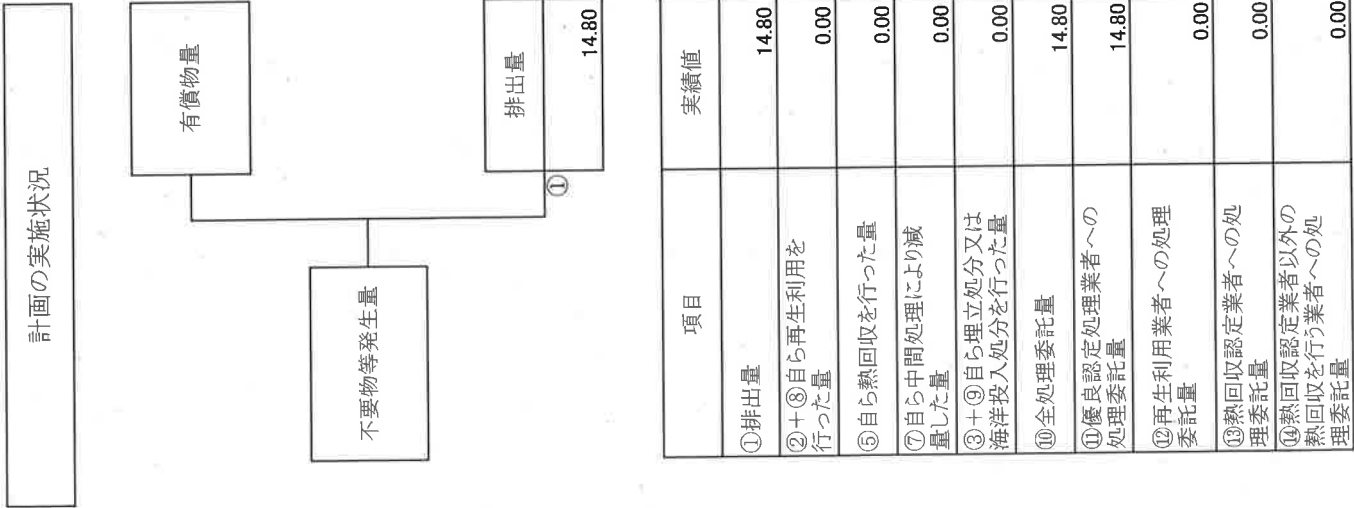 計画の実施状況
有償物量
不要物等発生量
排出量
①
14.80
項目
実績値
①排出量
14.80
②+⑧自ら再生利用を
行った量
0.00
⑤自ら熱回収を行った量
0.00
⑦自ら中間処理により減
量した量
0.00
③+⑨自ら埋立処分又は
海洋投入処分を行った量
0.00
⑩全処理委託量
14.80
⑪優良認定処理業者への
処理委託量
14.80
⑫再生利用業者への処理
委託量
0.00
⑬熱回収認定業者への処
理委託量
0.00
⑭熱回収認定業者以外の
熱回収を行う業者への処
理委託量
0.00